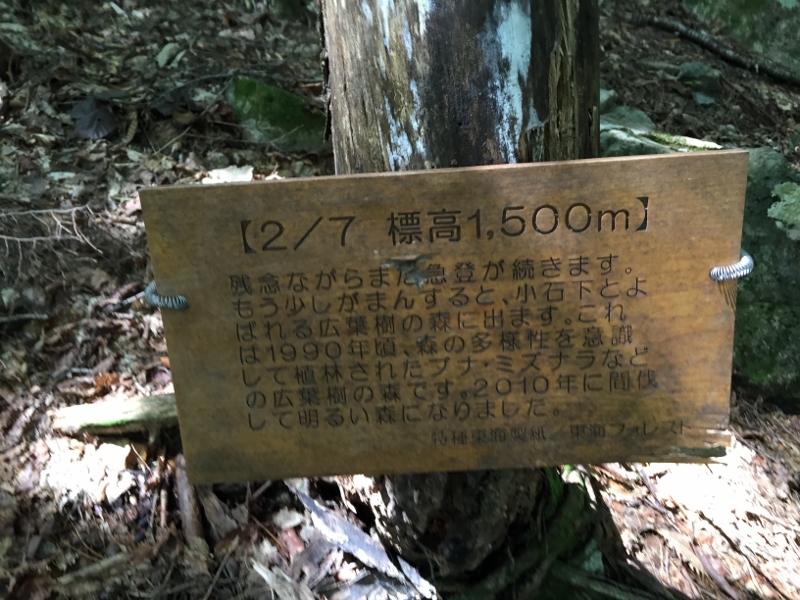 【2/7 標高1,500m】
残念ながらまだ急登が続きます。
もう少しがまんすると、小石下とよ
ばれる広葉樹の森に出ます。これ
は1990年頃、森の多様性を意識
して植林されたブナ・ミズナラなど
の広葉樹の森です。2010年に間伐
して明るい森になりました。
特種東海製紙/東海フォレスト